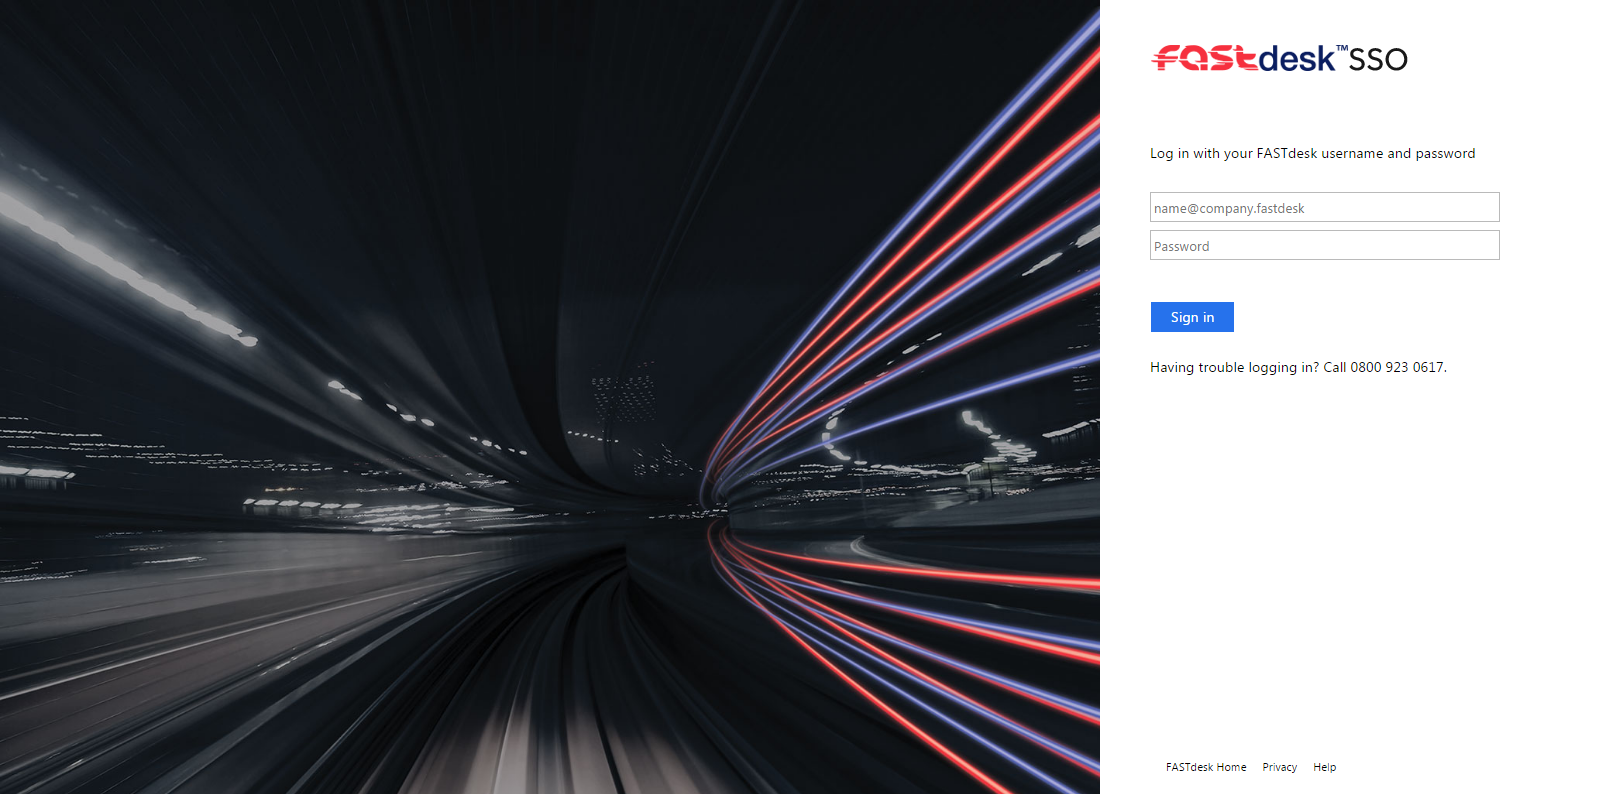 FASTdesk™SSO
Log in with your FASTdesk username and password
name@company.fastdesk
Password
Sign in
Having trouble logging in? Call 0800 923 0617.
FASTdesk Home Privacy Help